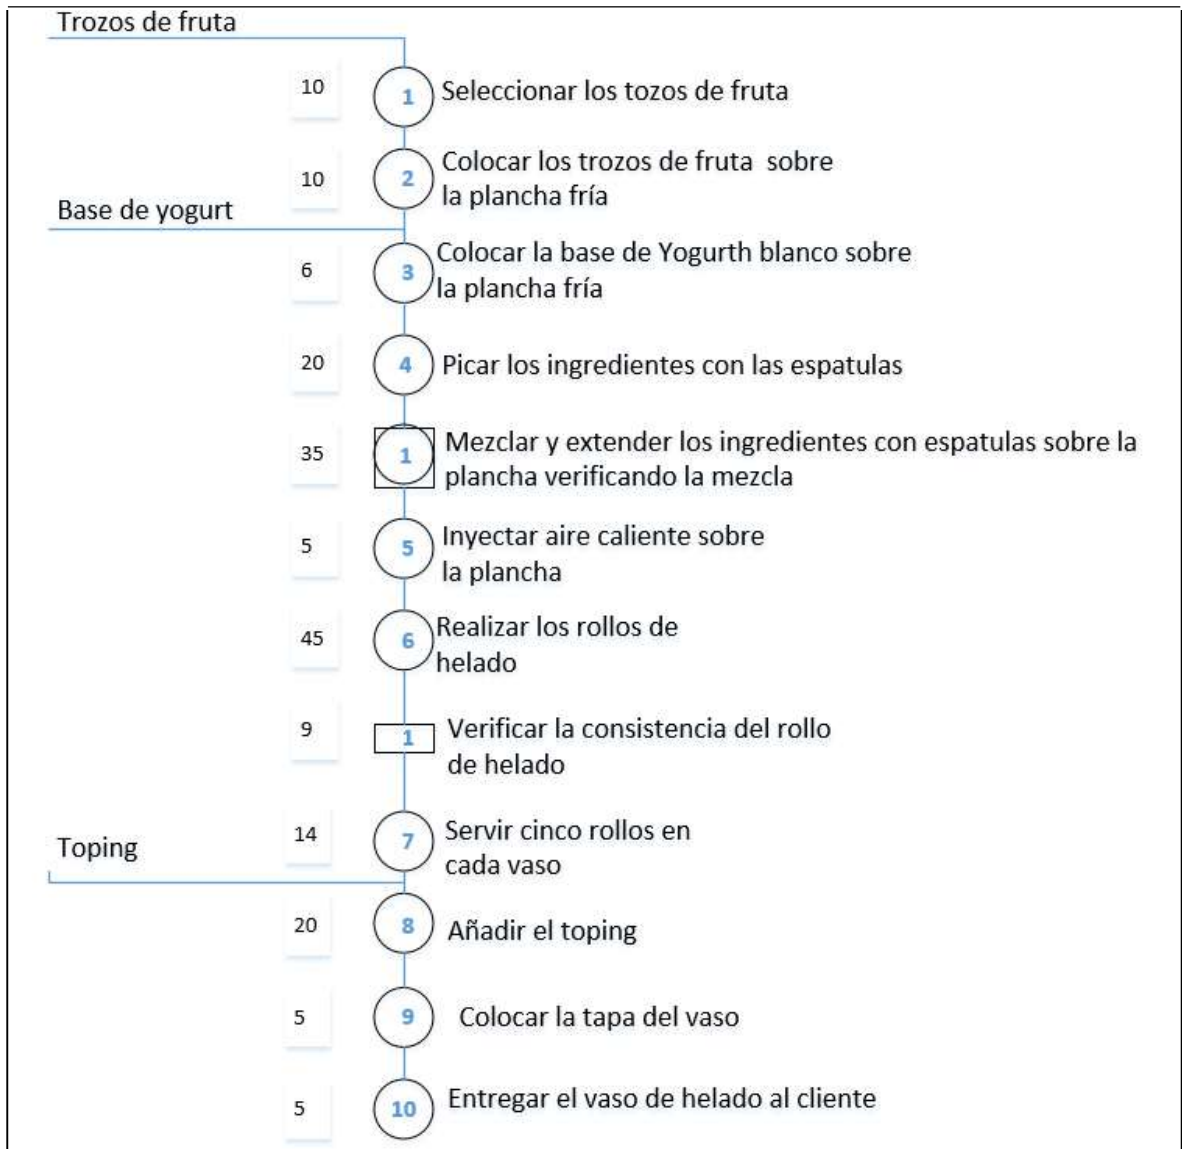 Trozos de fruta
10
1
Seleccionar los tozos de fruta
10
2
Colocar los trozos de fruta sobre
la plancha fría
Base de yogurt
6
3
Colocar la base de Yogurth blanco sobre
la plancha fría
20
4
Picar los ingredientes con las espatulas
35
1
Mezclar y extender los ingredientes con espatulas sobre la
plancha verificando la mezcla
5
5
Inyectar aire caliente sobre
la plancha
45
6
Realizar los rollos de
helado
9
1
Verificar la consistencia del rollo
de helado
14
7
Servir cinco rollos en
cada vaso
Toping
20
8
Añadir el toping
5
9
Colocar la tapa del vaso
5
10
Entregar el vaso de helado al cliente